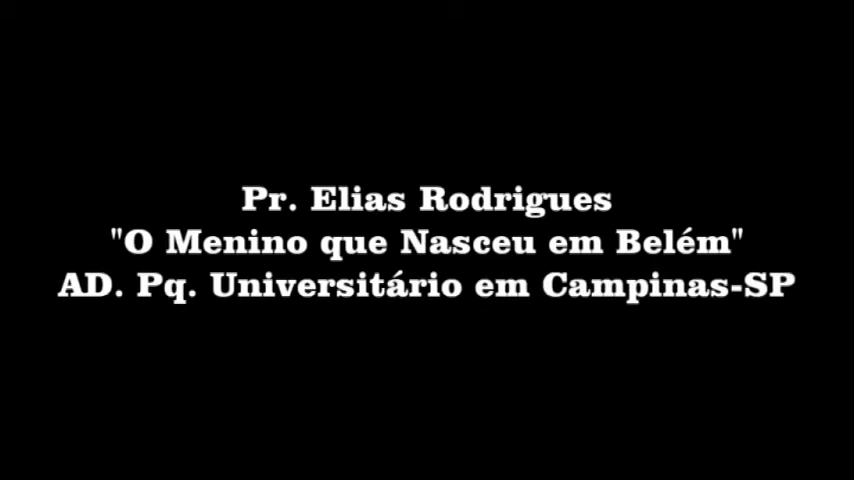 Pr. Elias Rodrigues
"O Menino que Nasceu em Belém"
AD. Pq. Universitário em Campinas-SP